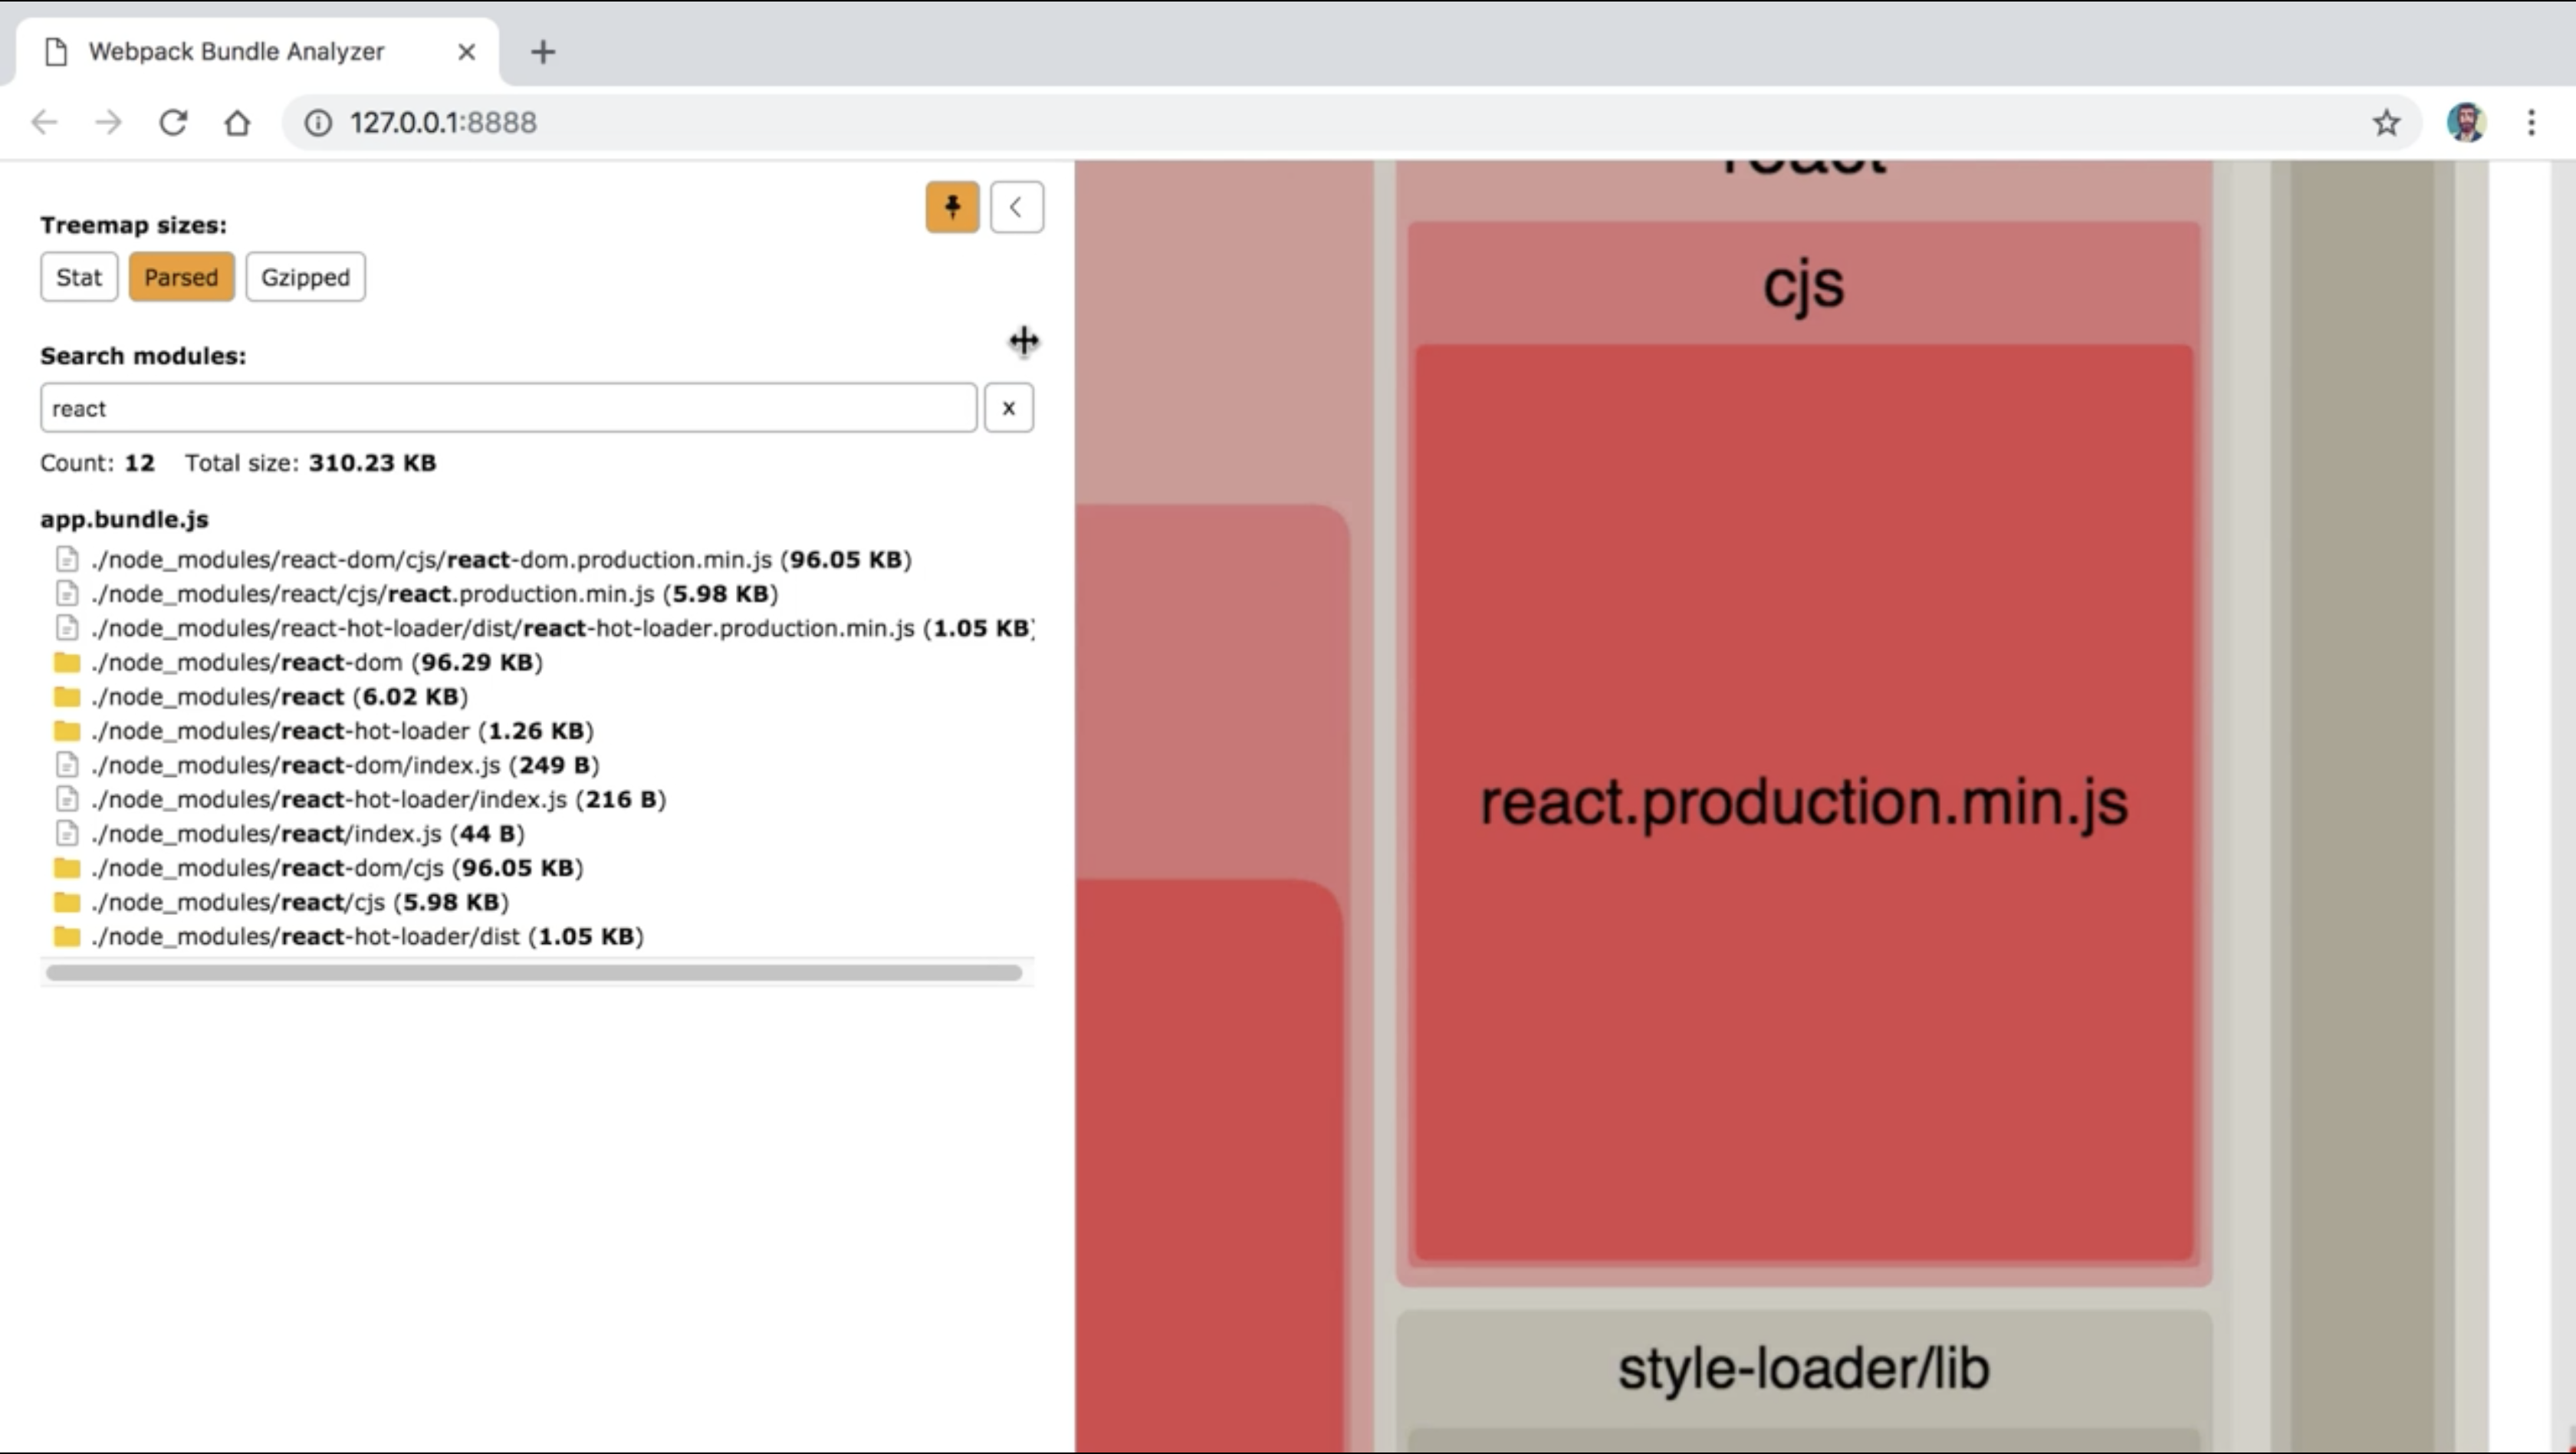 Webpack Bundle Analyzer
127.0.0.1:8888
Treemap sizes:
Stat Parsed Gzipped
Search modules:
react x
Count: 12 Total size: 310.23 KB
app.bundle.js
./node_modules/react-dom/cjs/react-dom.production.min.js (96.05 KB)
./node_modules/react/cjs/react.production.min.js (5.98 KB)
./node_modules/react-hot-loader/dist/react-hot-loader.production.min.js (1.05 KB)
./node_modules/react-dom (96.29 KB)
./node_modules/react (6.02 KB)
./node_modules/react-hot-loader (1.26 KB)
./node_modules/react-dom/index.js (249 B)
./node_modules/react-hot-loader/index.js (216 B)
./node_modules/react/index.js (44 B)
./node_modules/react-dom/cjs (96.05 KB)
./node_modules/react/cjs (5.98 KB)
./node_modules/react-hot-loader/dist (1.05 KB)
react
cjs
react.production.min.js
style-loader/lib